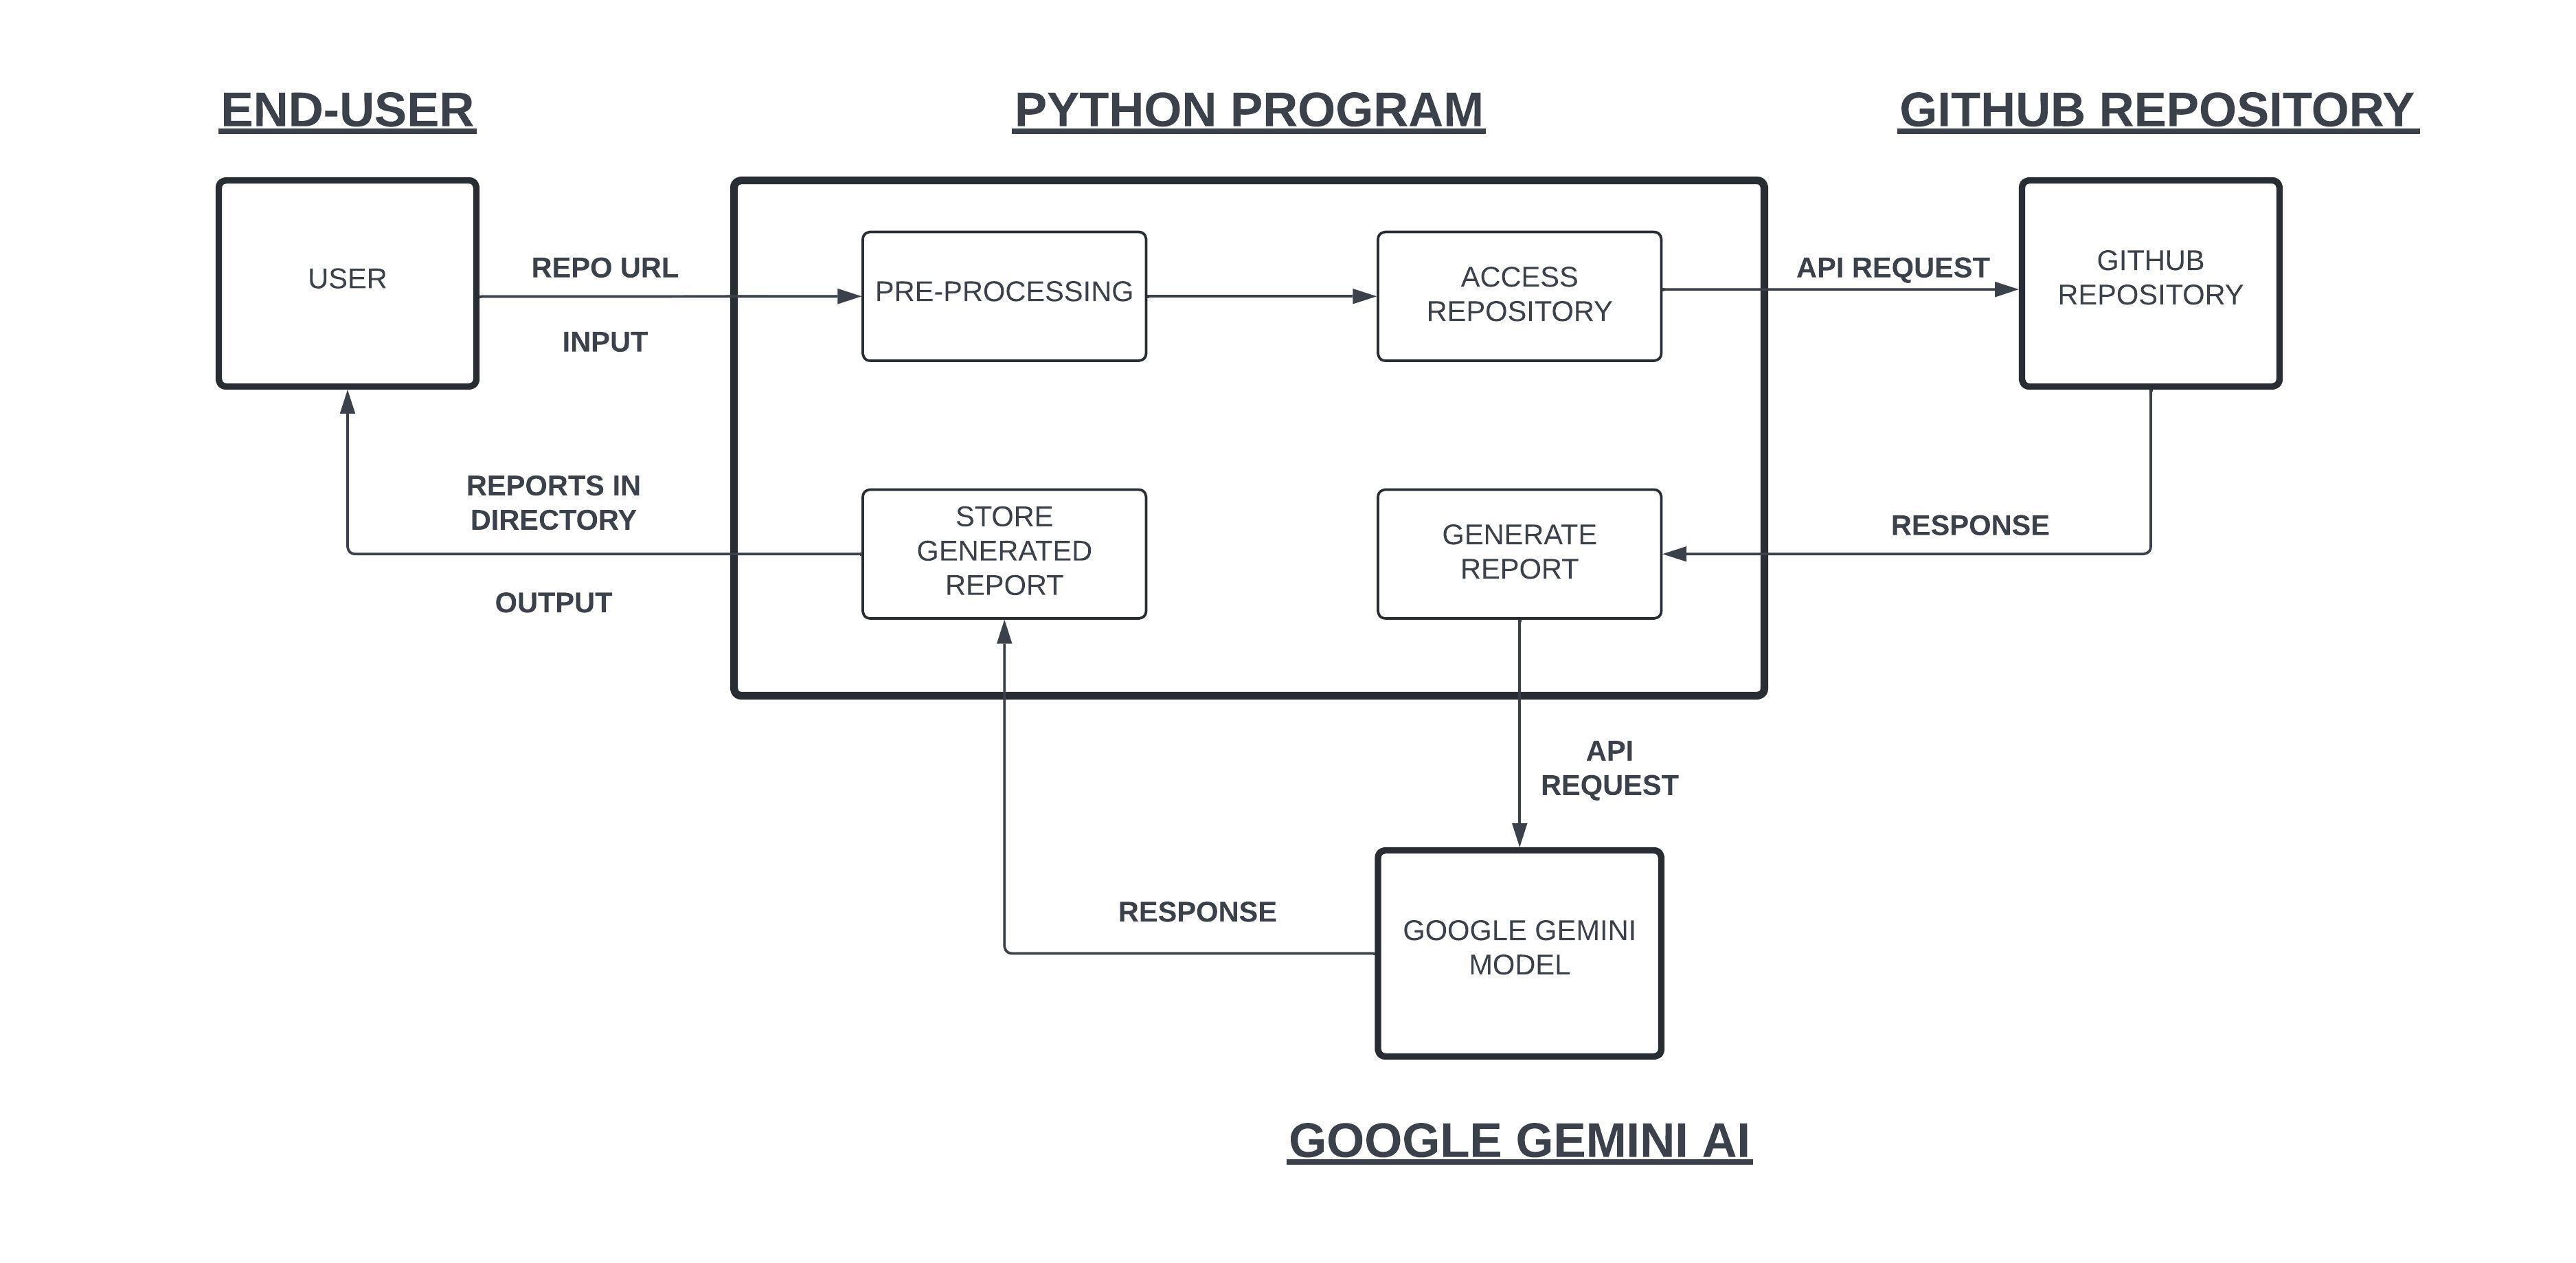 END-USER
PYTHON PROGRAM
GITHUB REPOSITORY
USER
REPO URL
INPUT
PRE-PROCESSING
ACCESS
REPOSITORY
API REQUEST
GITHUB
REPOSITORY
REPORTS IN
DIRECTORY
OUTPUT
STORE
GENERATED
REPORT
GENERATE
REPORT
RESPONSE
API
REQUEST
RESPONSE
GOOGLE GEMINI
MODEL
GOOGLE GEMINI AI